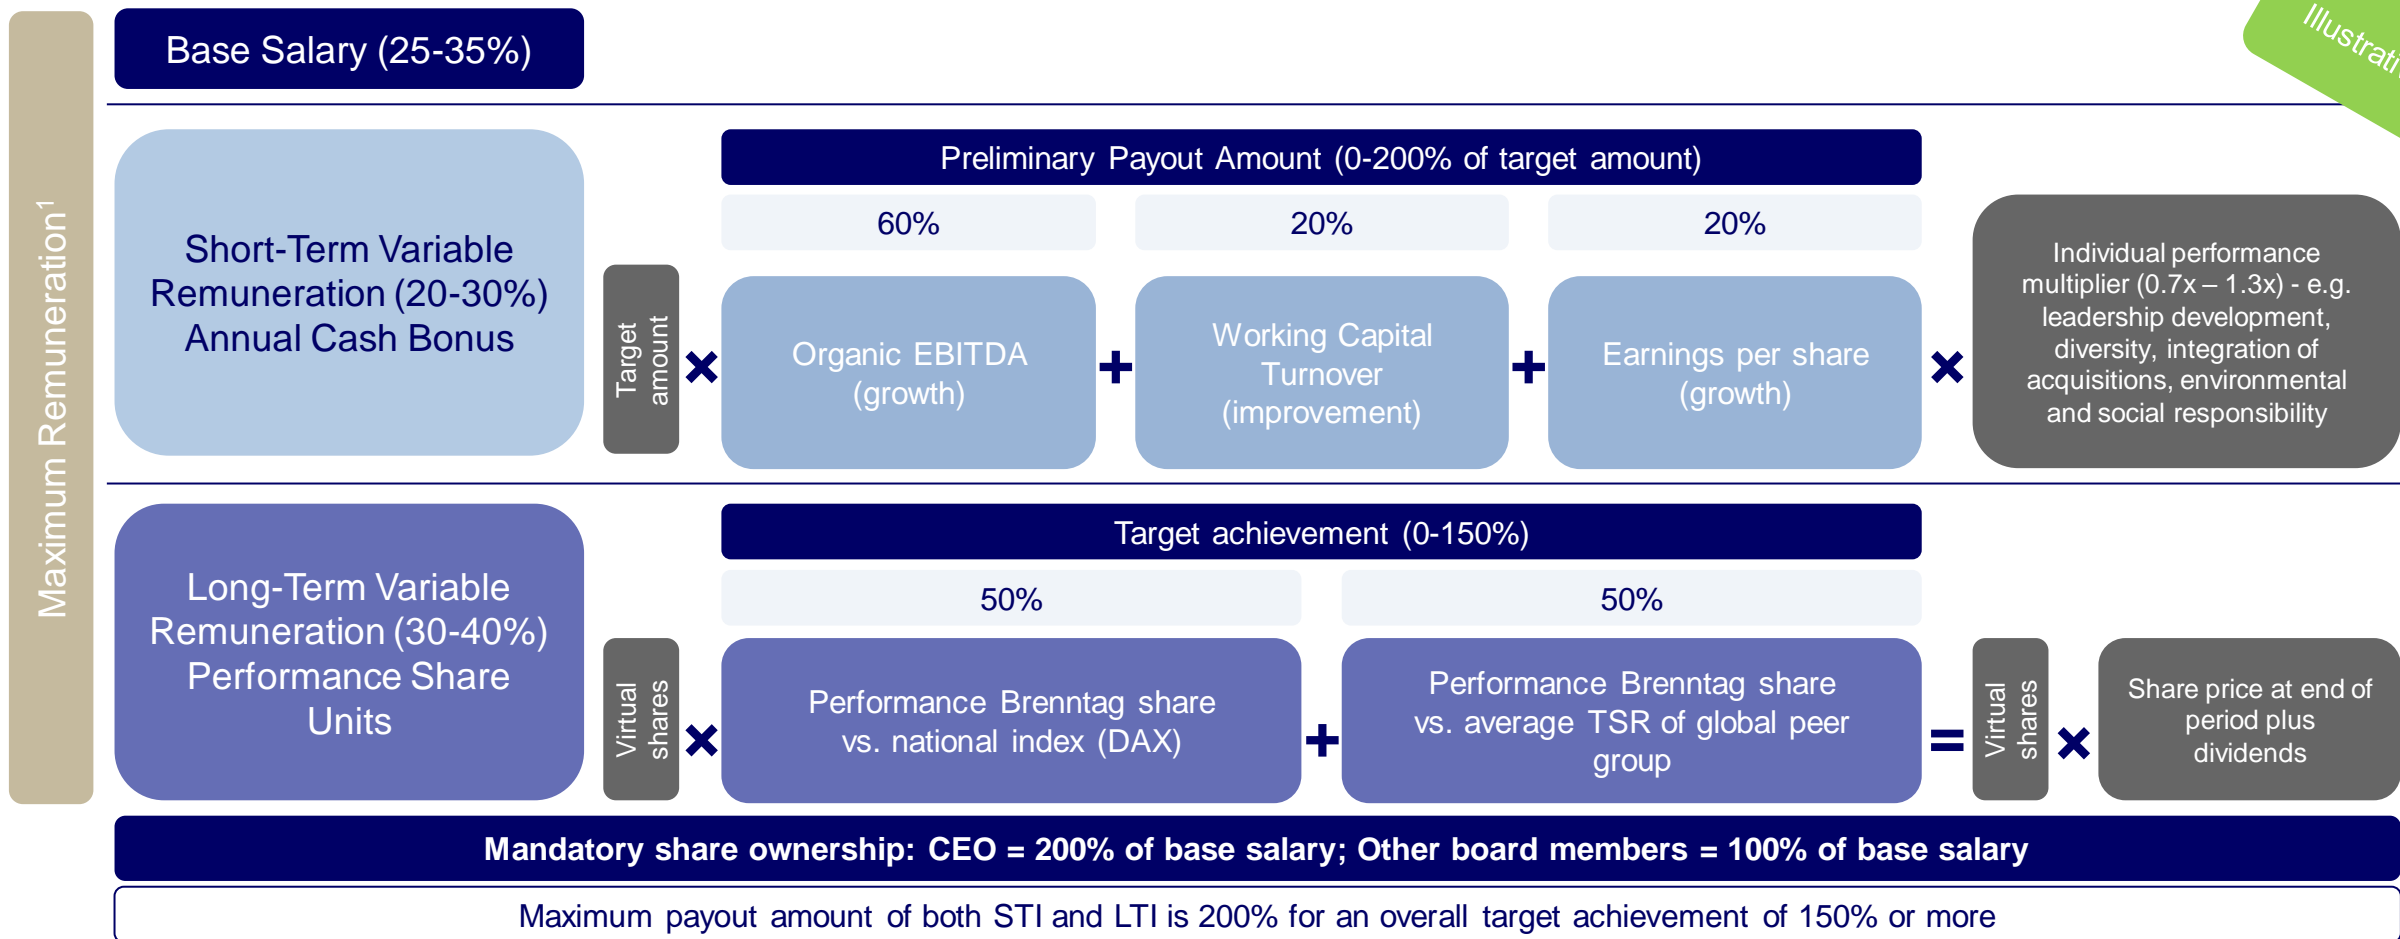 Base Salary (25-35%)
Maximum Remuneration¹
Short-Term Variable
Remuneration (20-30%)
Annual Cash Bonus
Target
amount
×
Preliminary Payout Amount (0-200% of target amount)
60%
20%
20%
Organic EBITDA
(growth)
+
Working Capital
Turnover
(improvement)
+
Earnings per share
(growth)
×
Individual performance
multiplier (0.7x – 1.3x) - e.g.
leadership development,
diversity, integration of
acquisitions, environmental
and social responsibility
Long-Term Variable
Remuneration (30-40%)
Performance Share
Units
Virtual
shares
×
Target achievement (0-150%)
50%
50%
Performance Brenntag share
vs. national index (DAX)
+
Performance Brenntag share
vs. average TSR of global peer
group
=
Virtual
shares
×
Share price at end of
period plus
dividends
Mandatory share ownership: CEO = 200% of base salary; Other board members = 100% of base salary
Maximum payout amount of both STI and LTI is 200% for an overall target achievement of 150% or more